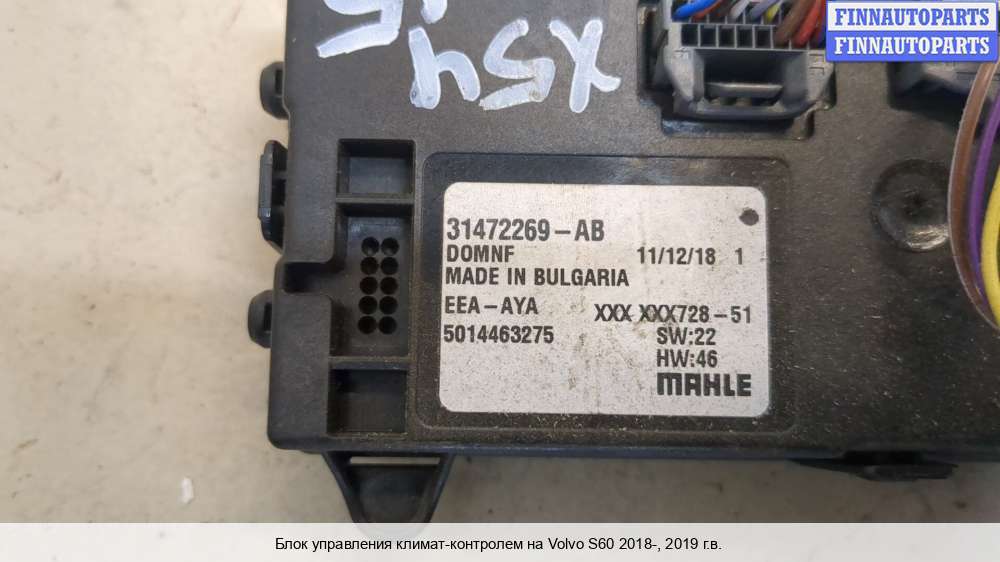 FINNAUTOPARTS
FINNAUTOPARTS
X54
31472269-AB
DOMNF 11/12/18 1
MADE IN BULGARIA
EEA-AYA XXX XXX728-51
5014463275 SW:22
HW:46
MAHLE
Блок управления климат-контролем на Volvo S60 2018-, 2019 г.в.